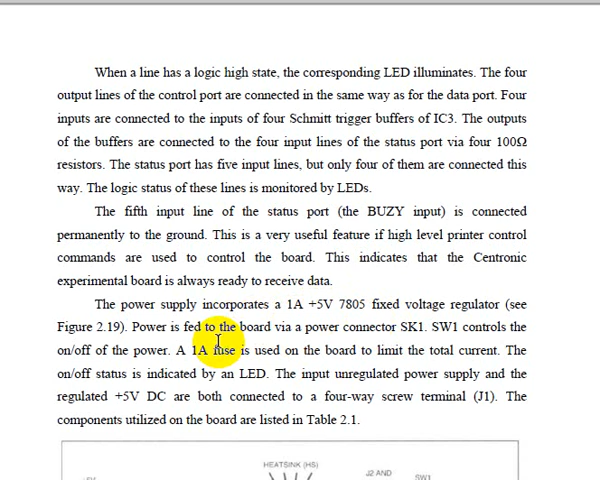 When a line has a logic high state, the corresponding LED illuminates. The four
output lines of the control port are connected in the same way as for the data port. Four
inputs are connected to the inputs of four Schmitt trigger buffers of IC3. The outputs
of the buffers are connected to the four input lines of the status port via four 100Ω
resistors. The status port has five input lines, but only four of them are connected this
way. The logic status of these lines is monitored by LEDs.
The fifth input line of the status port (the BUZY input) is connected
permanently to the ground. This is a very useful feature if high level printer control
commands are used to control the board. This indicates that the Centronic
experimental board is always ready to receive data.
The power supply incorporates a 1A +5V 7805 fixed voltage regulator (see
Figure 2.19). Power is fed to the board via a power connector SK1. SW1 controls the
on/off of the power. A 1A fuse is used on the board to limit the total current. The
on/off status is indicated by an LED. The input unregulated power supply and the
regulated +5V DC are both connected to a four-way screw terminal (J1). The
components utilized on the board are listed in Table 2.1.
HEATSINK (HS)
J2 AND
SW1